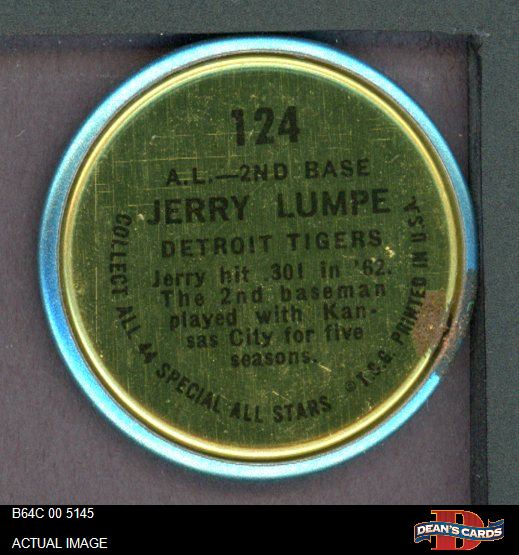 124
A.L.—2ND BASE
JERRY LUMPE
DETROIT TIGERS
Jerry hit .301 in '62.
The 2nd baseman
played with Kan-
sas City for five
seasons.
COLLECT ALL 44 SPECIAL ALL STARS
©T.C.G. PRINTED IN U.S.A.
B64C 00 5145
ACTUAL IMAGE
D
DEAN'S CARDS